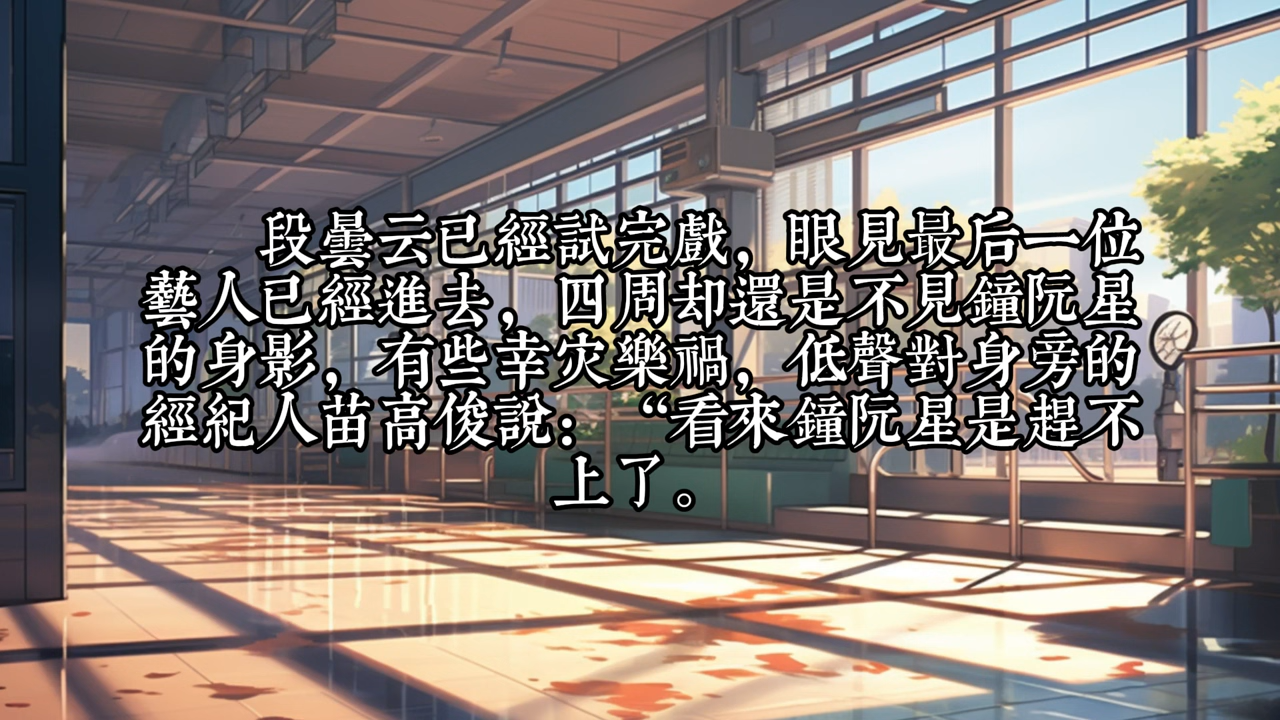 段曇云已經試完戲，眼見最后一位
藝人已經進去，四周却還是不見鐘阮星
的身影，有些幸灾樂禍，低聲對身旁的
經紀人苗高俊說：“看來鐘阮星是趕不
上了。